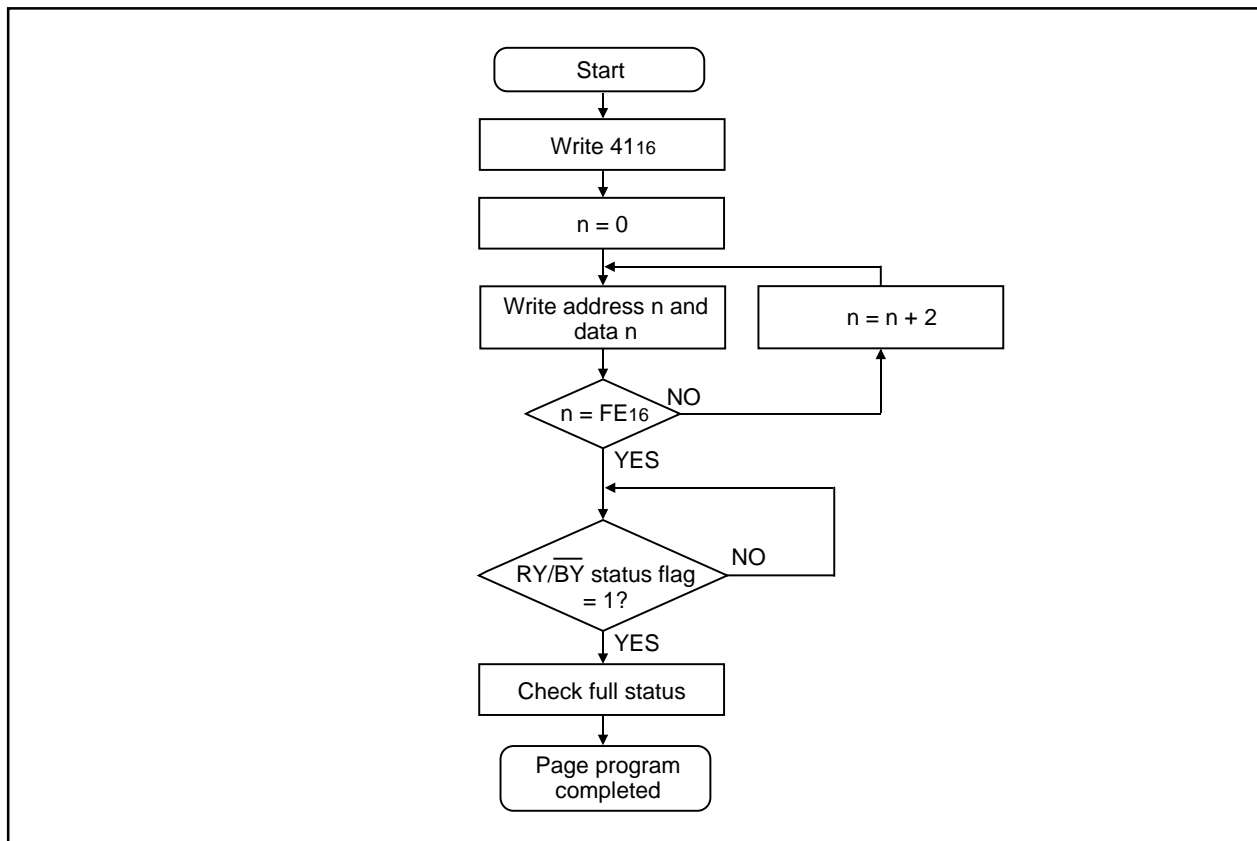 Start
Write 4116
n = 0
Write address n and
data n
n = n + 2
n = FE16
NO
YES
RY/BY status flag
= 1?
NO
YES
Check full status
Page program
completed